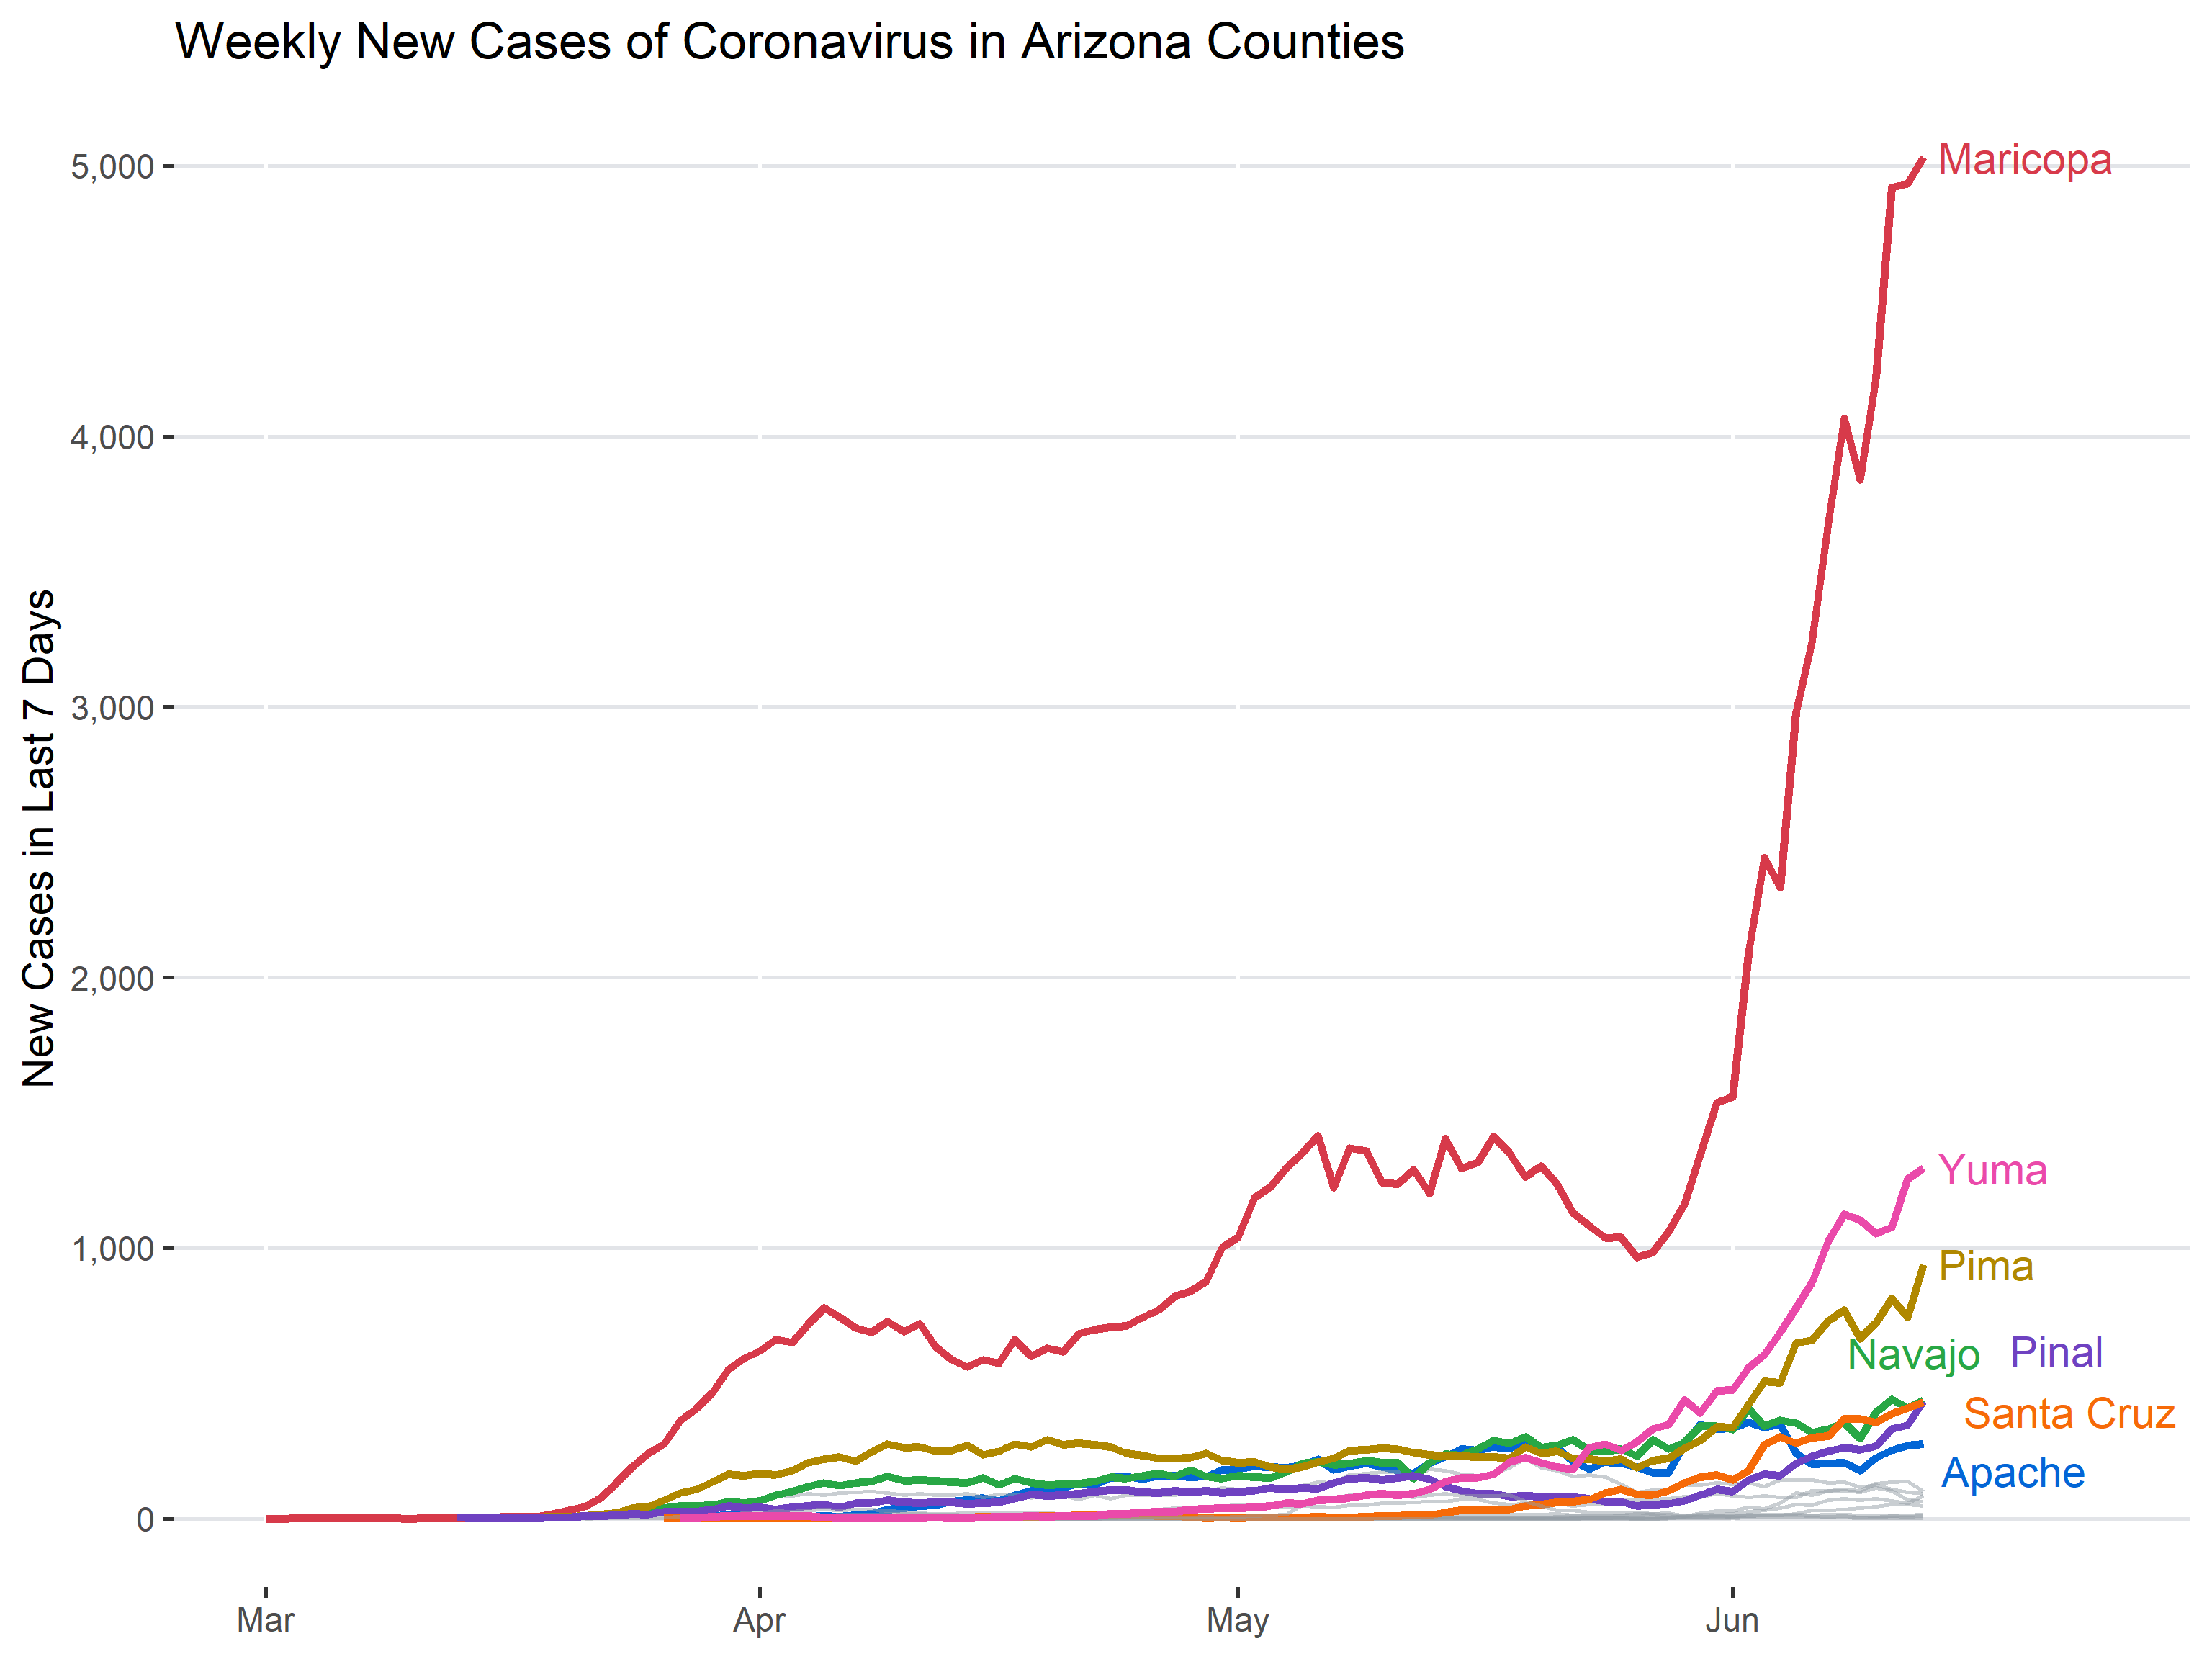 Weekly New Cases of Coronavirus in Arizona Counties
New Cases in Last 7 Days
5,000
4,000
3,000
2,000
1,000
0
Maricopa
Yuma
Pima
Navajo Pinal
Santa Cruz
Apache
Mar Apr May Jun